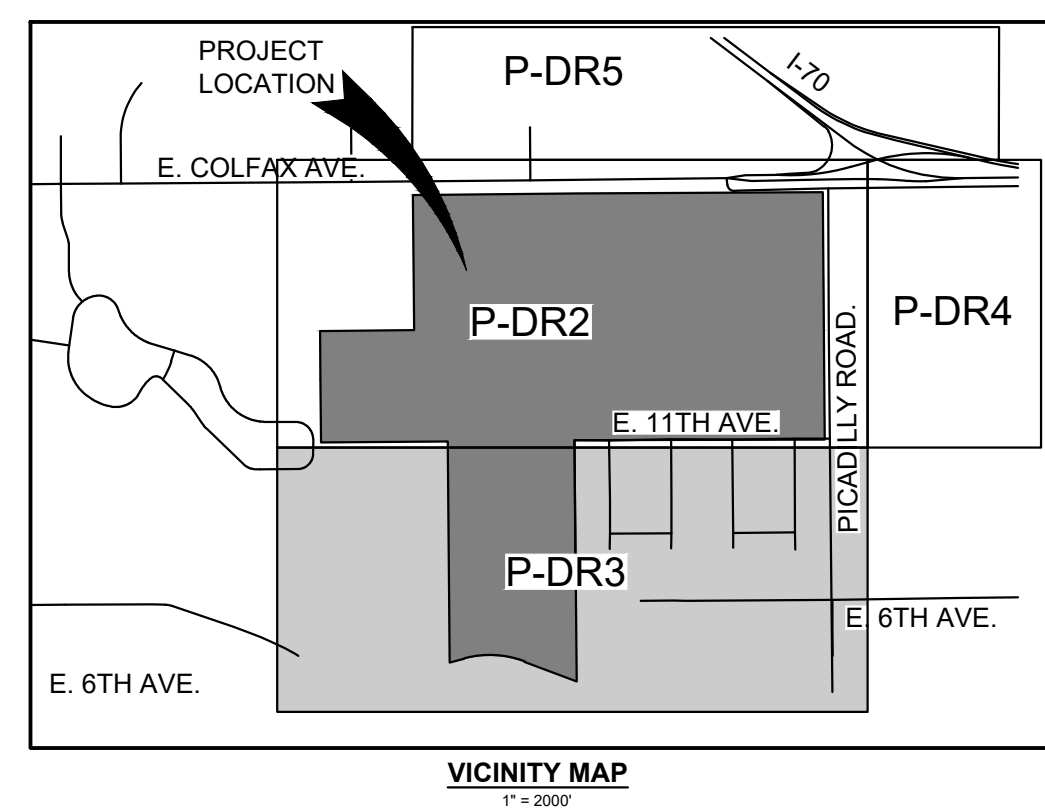 PROJECT
LOCATION
P-DR5
I-70
E. COLFAX AVE.
P-DR2
P-DR4
PICADILLY ROAD.
E. 11TH AVE.
P-DR3
E. 6TH AVE.
E. 6TH AVE.
VICINITY MAP
1" = 2000'